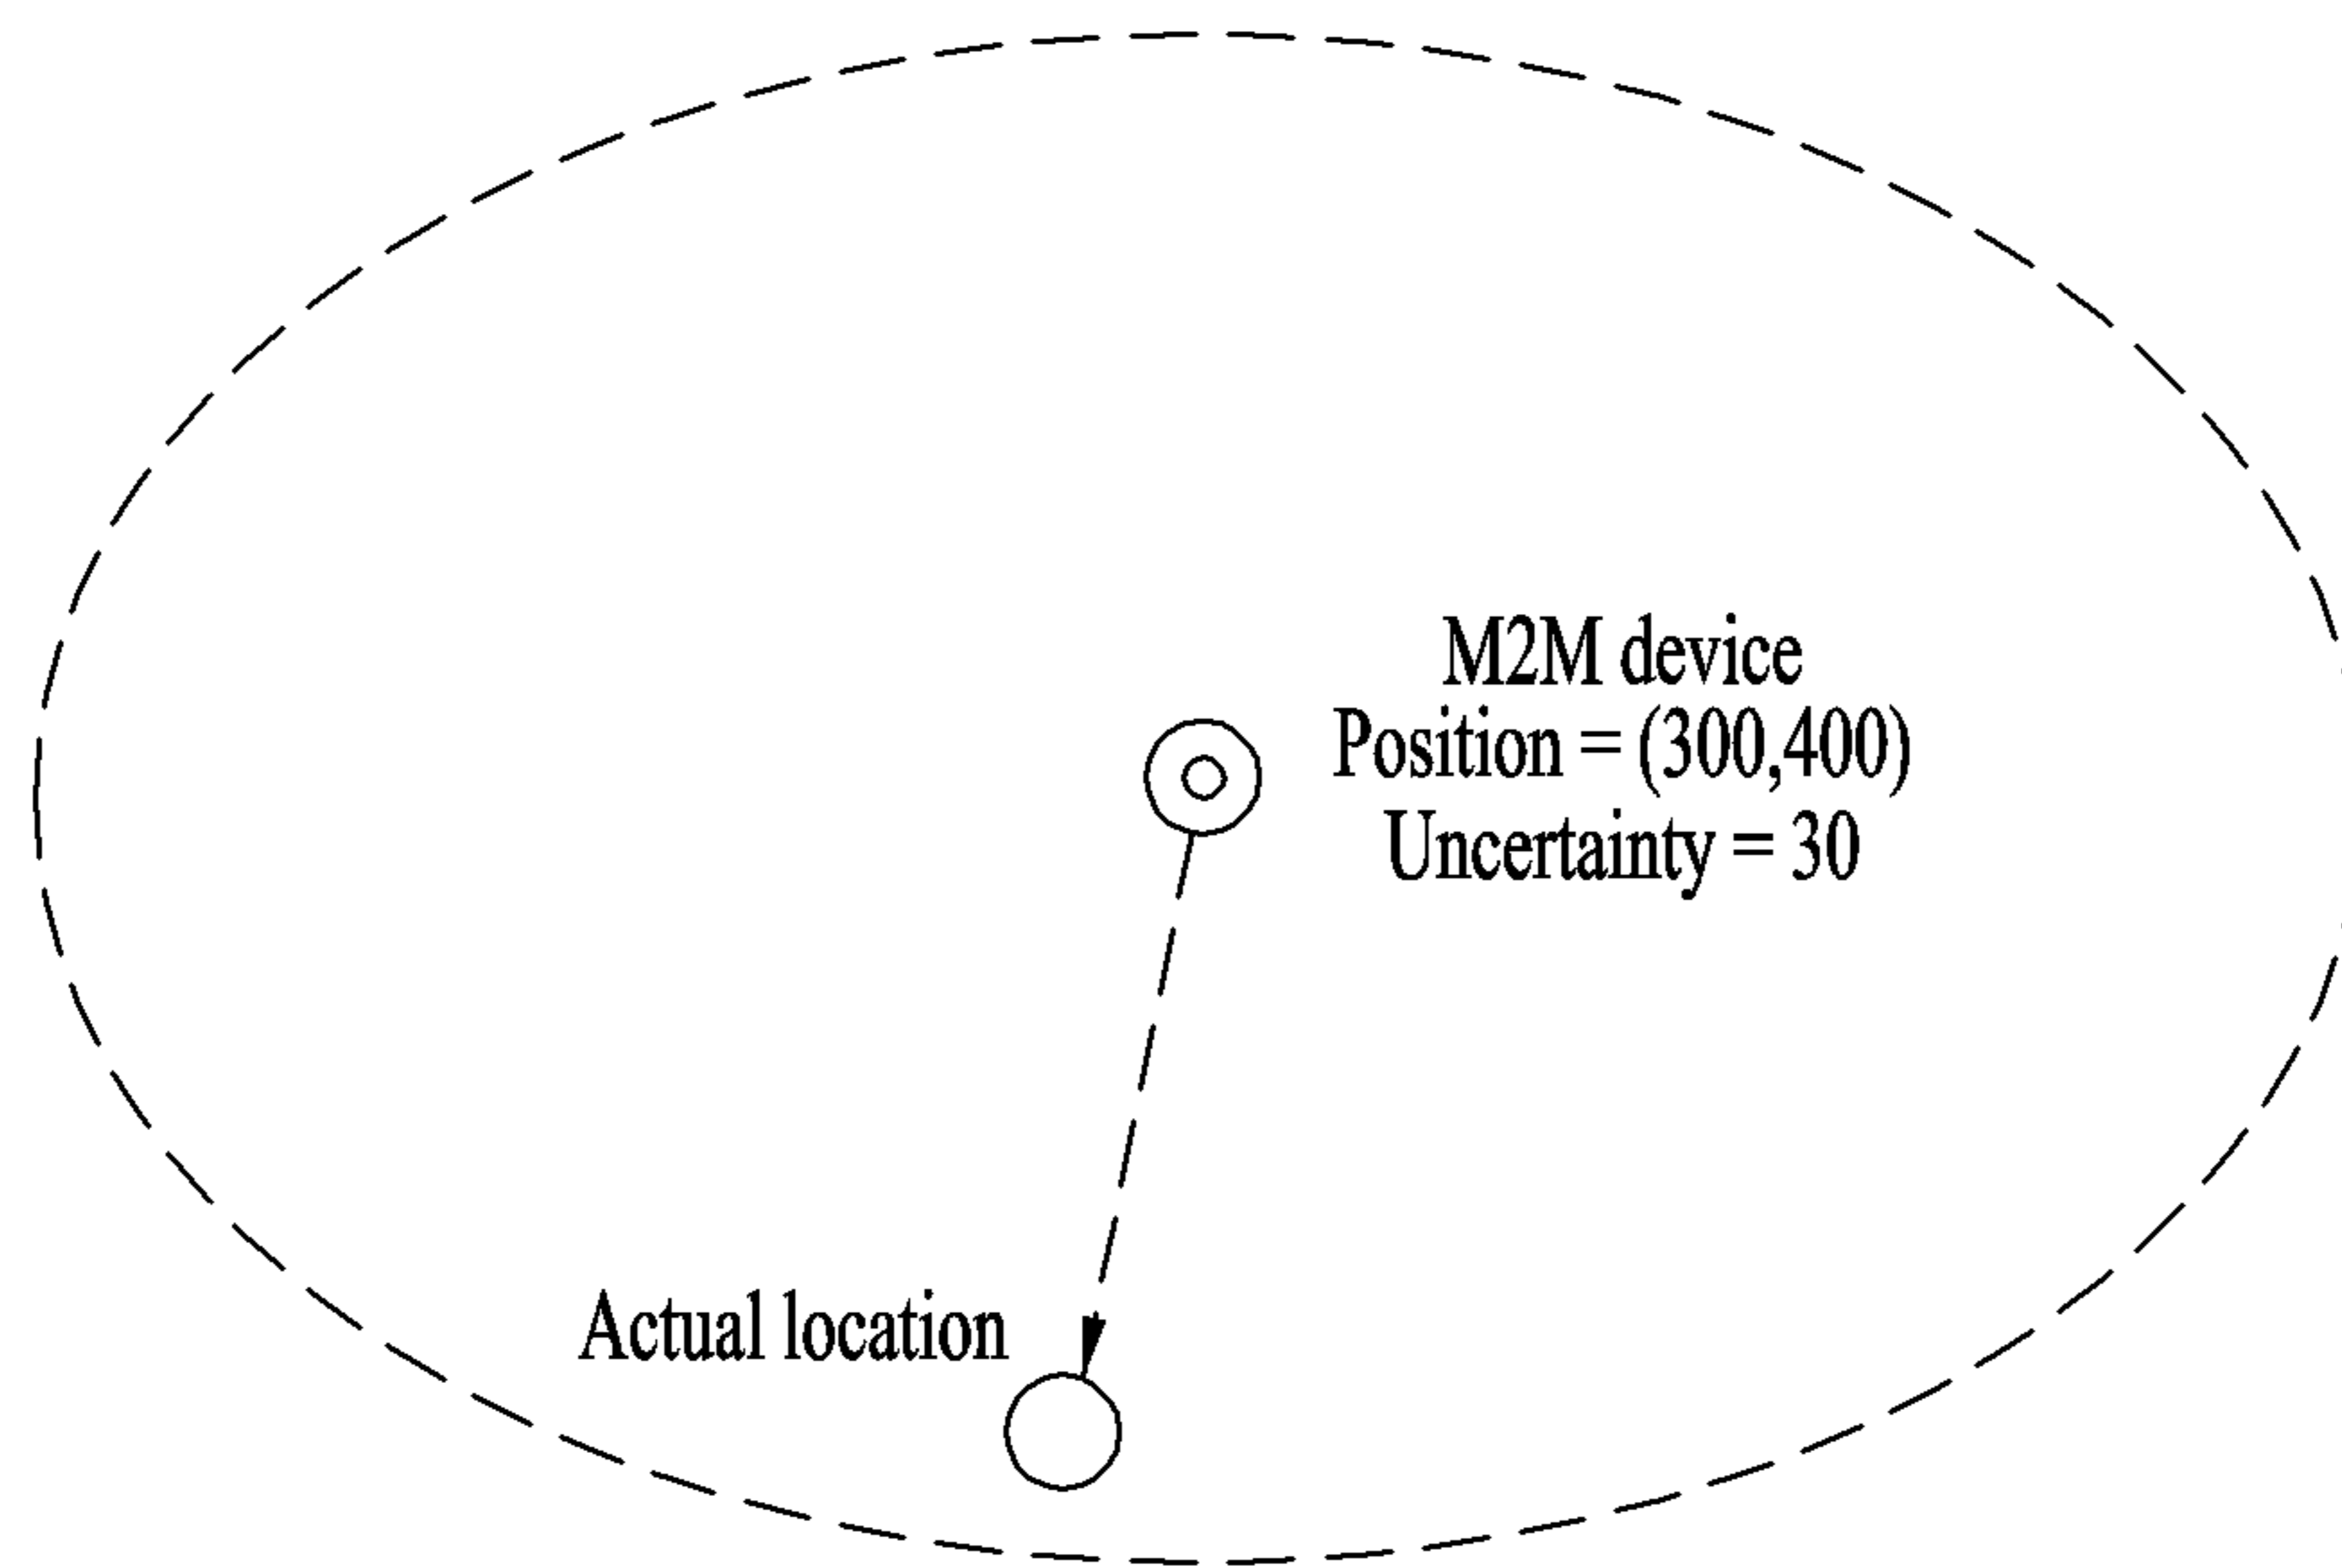 M2M device
Position = (300,400)
Uncertainty = 30
Actual location